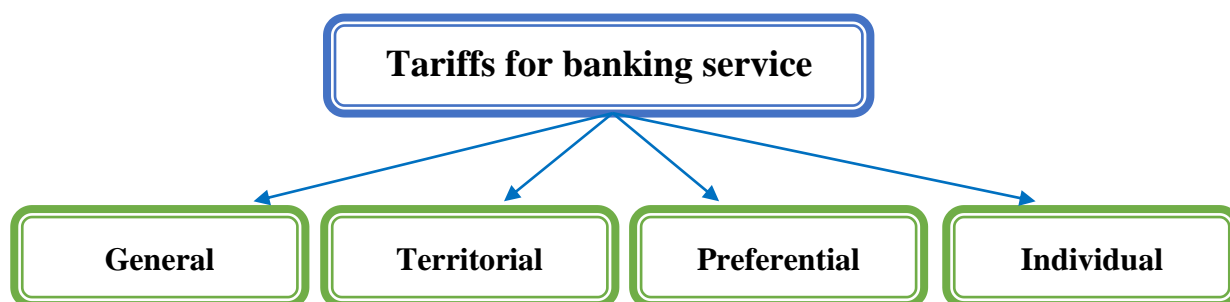 Tariffs for banking service
General
Territorial
Preferential
Individual